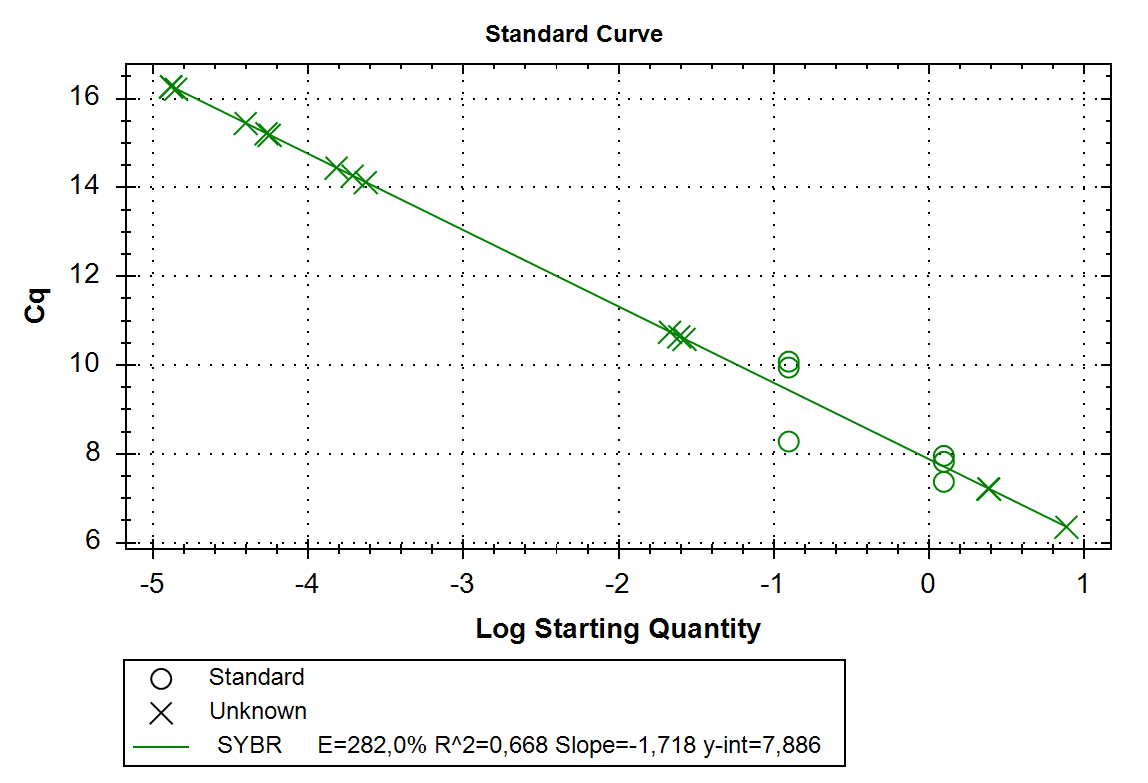 Standard Curve
16
14
12
10
8
6
Cq
-5 -4 -3 -2 -1 0 1
Log Starting Quantity
Standard
Unknown
SYBR E=282,0% R^2=0,668 Slope=-1,718 y-int=7,886